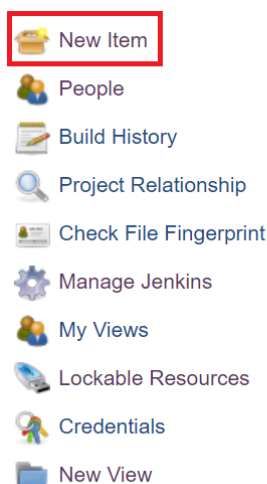 New Item
People
Build History
Project Relationship
Check File Fingerprint
Manage Jenkins
My Views
Lockable Resources
Credentials
New View